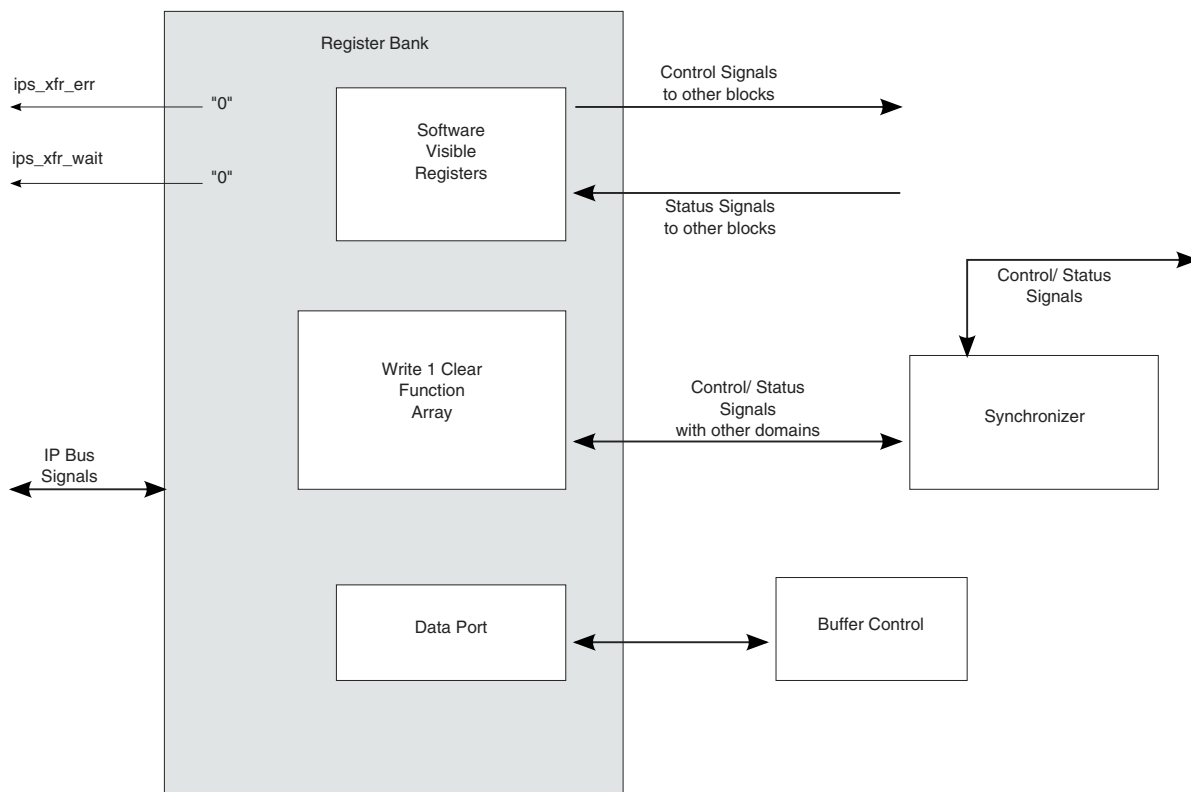 Register Bank
ips_xfr_err
"0"
ips_xfr_wait
"0"
Software
Visible
Registers
Control Signals
to other blocks
Status Signals
to other blocks
Control/ Status
Signals
Write 1 Clear
Function
Array
Control/ Status
Signals
with other domains
Synchronizer
IP Bus
Signals
Data Port
Buffer Control